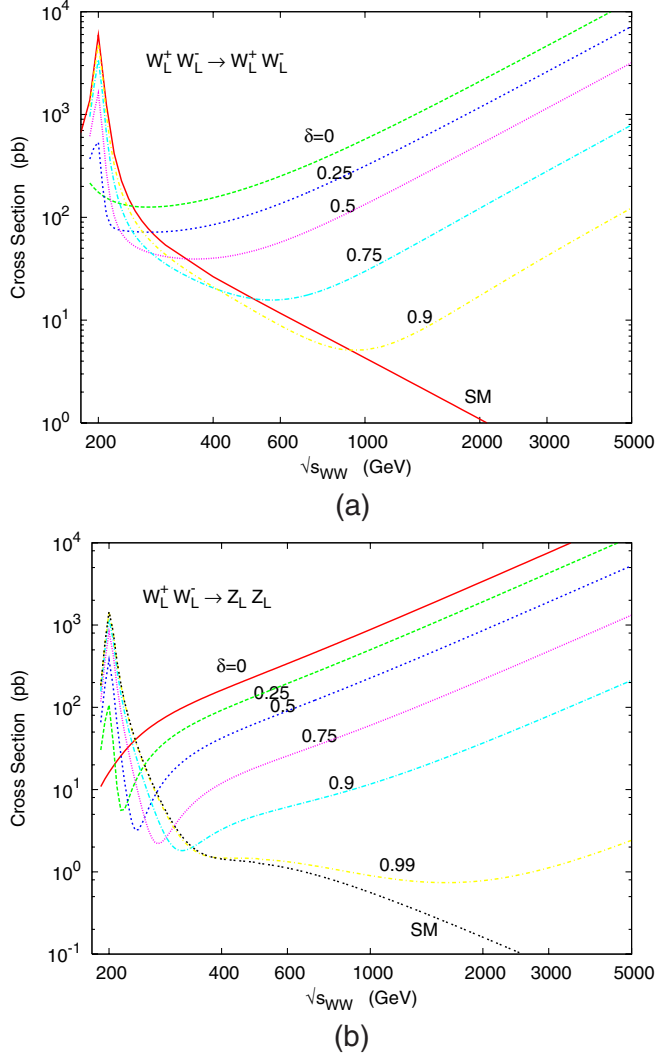 10^4
10^3
10^2
10^1
10^0
Cross Section (pb)
W_L^+ W_L^- → W_L^+ W_L^-
δ=0
0.25
0.5
0.75
0.9
SM
200 400 600 1000 2000 3000 5000
√s_WW (GeV)
(a)
10^4
10^3
10^2
10^1
10^0
10^-1
Cross Section (pb)
W_L^+ W_L^- → Z_L Z_L
δ=0
0.25
0.5
0.75
0.9
0.99
SM
200 400 600 1000 2000 3000 5000
√s_WW (GeV)
(b)